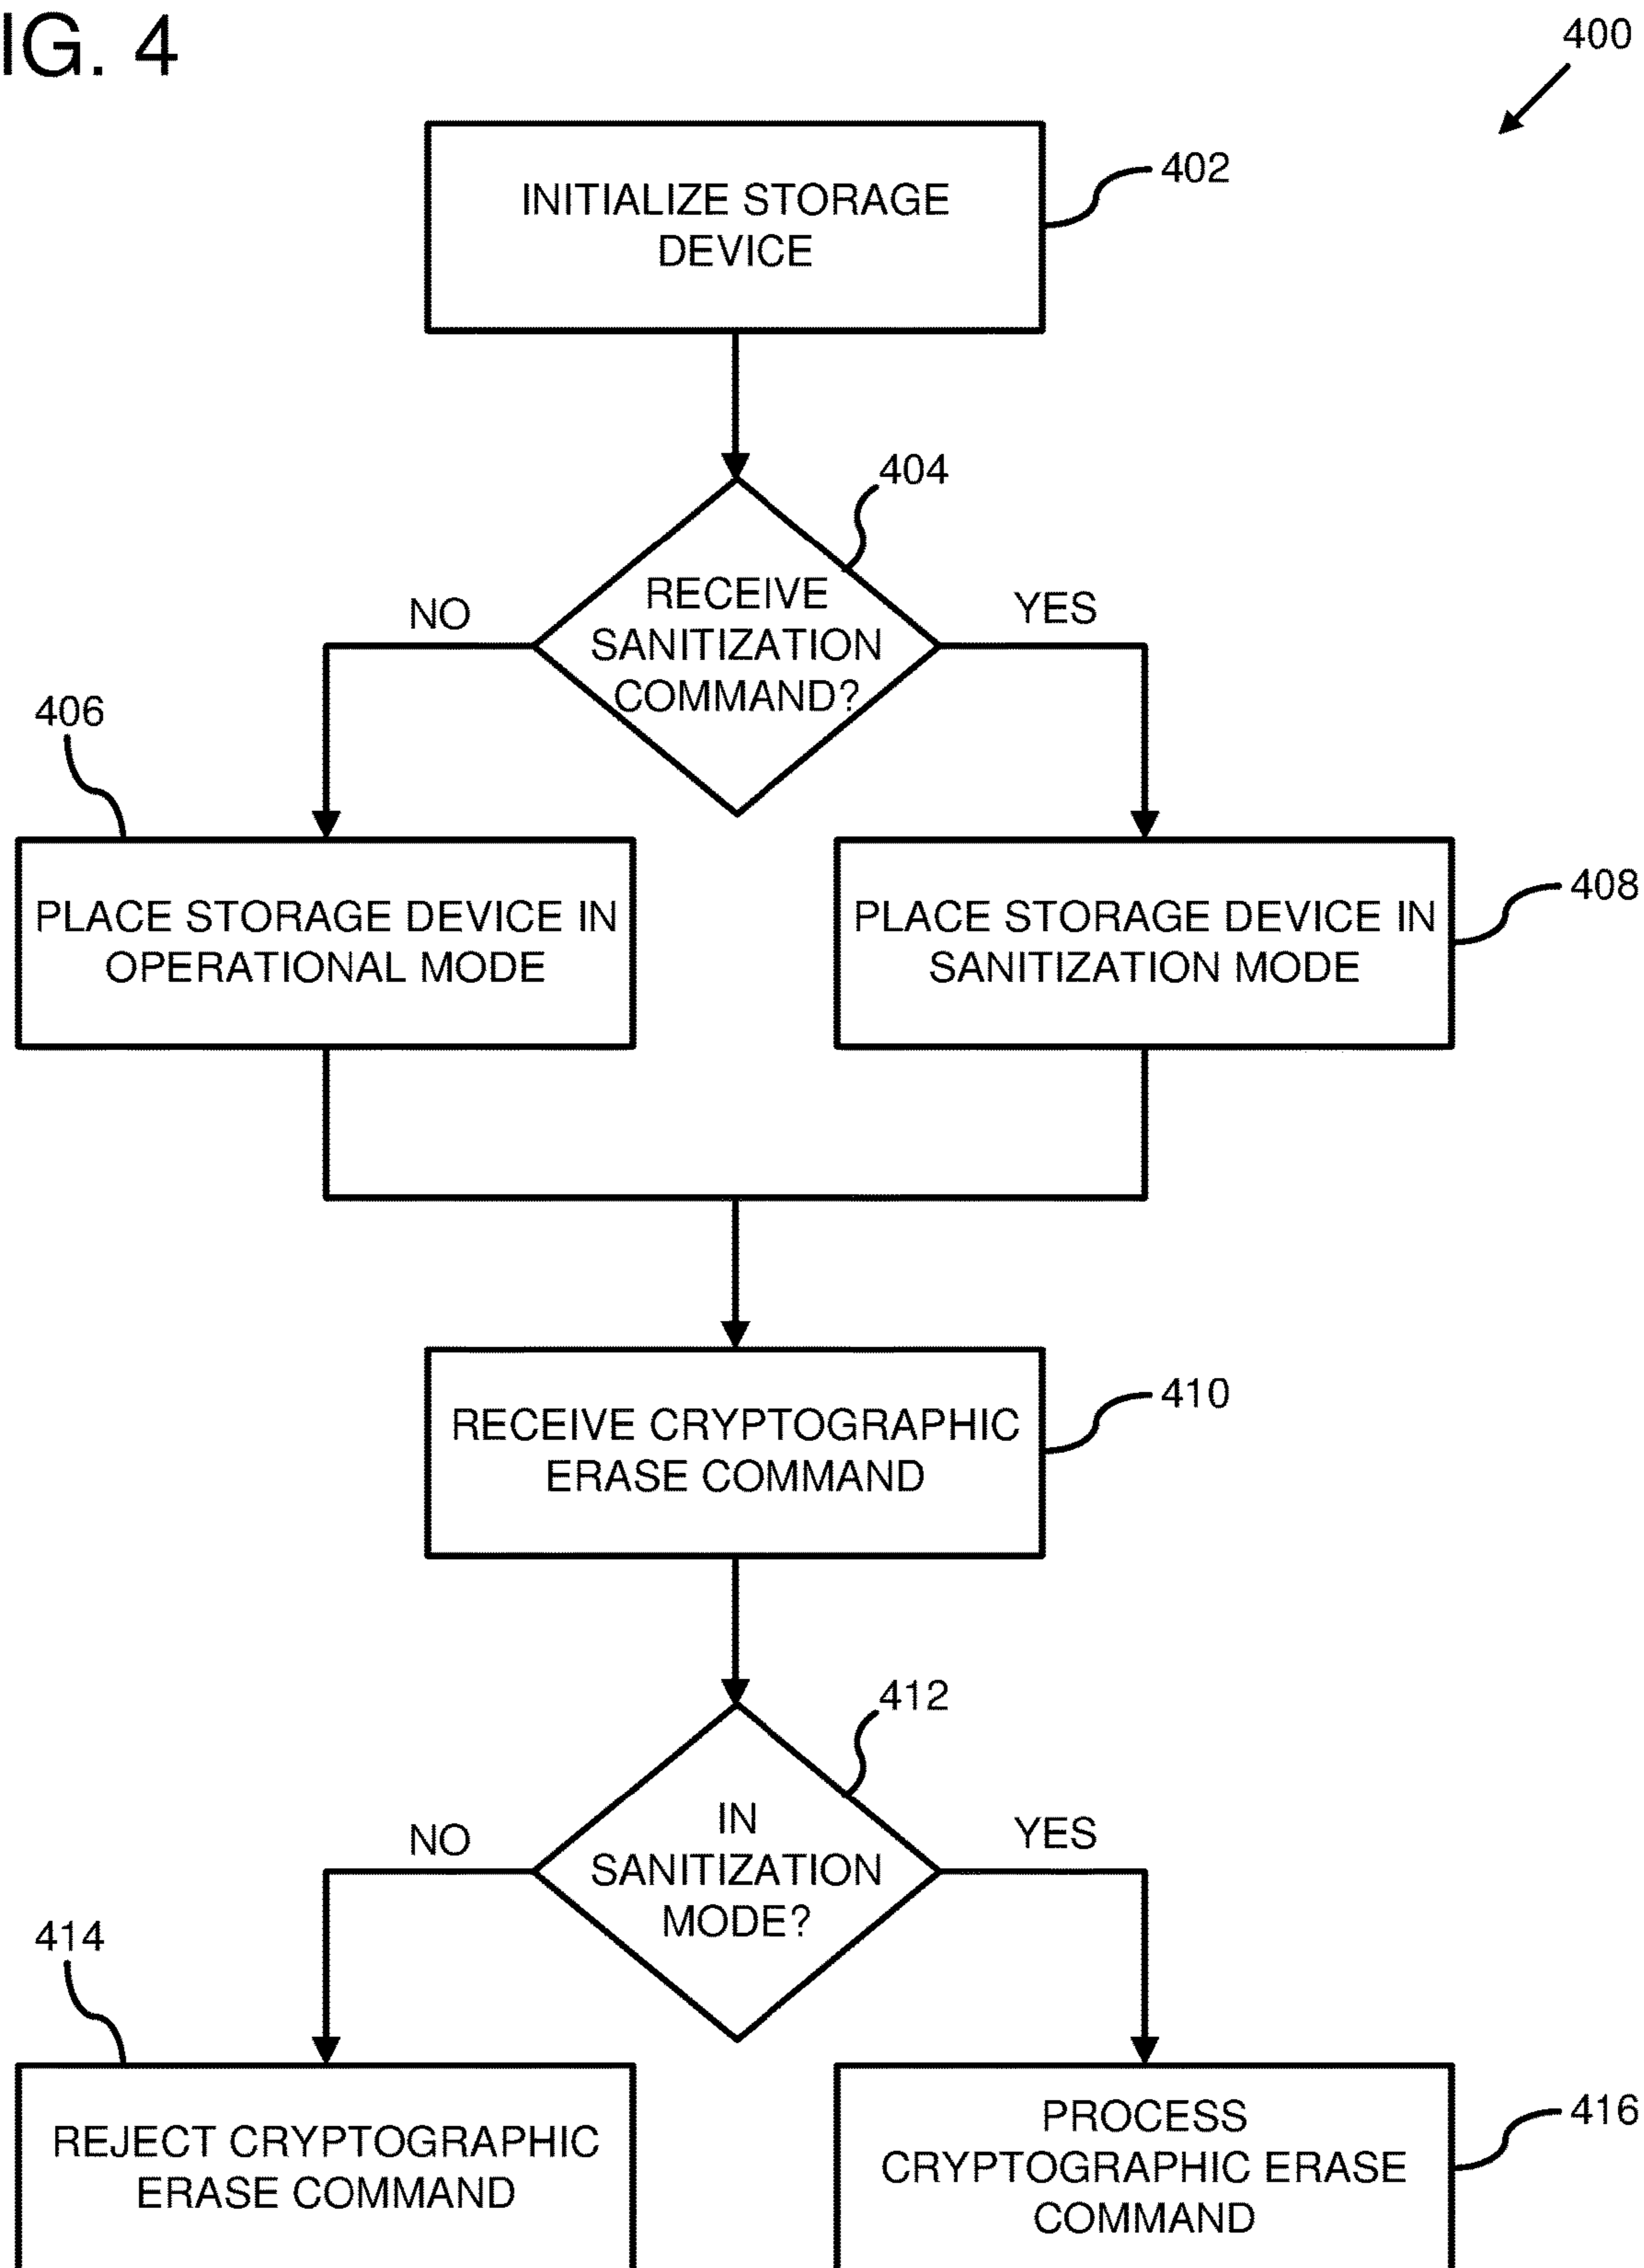 IG. 4
400
INITIALIZE STORAGE
DEVICE
402
404
RECEIVE
SANITIZATION
COMMAND?
NO
YES
406
PLACE STORAGE DEVICE IN
OPERATIONAL MODE
PLACE STORAGE DEVICE IN
SANITIZATION MODE
408
RECEIVE CRYPTOGRAPHIC
ERASE COMMAND
410
412
IN
SANITIZATION
MODE?
NO
YES
414
REJECT CRYPTOGRAPHIC
ERASE COMMAND
PROCESS
CRYPTOGRAPHIC ERASE
COMMAND
416